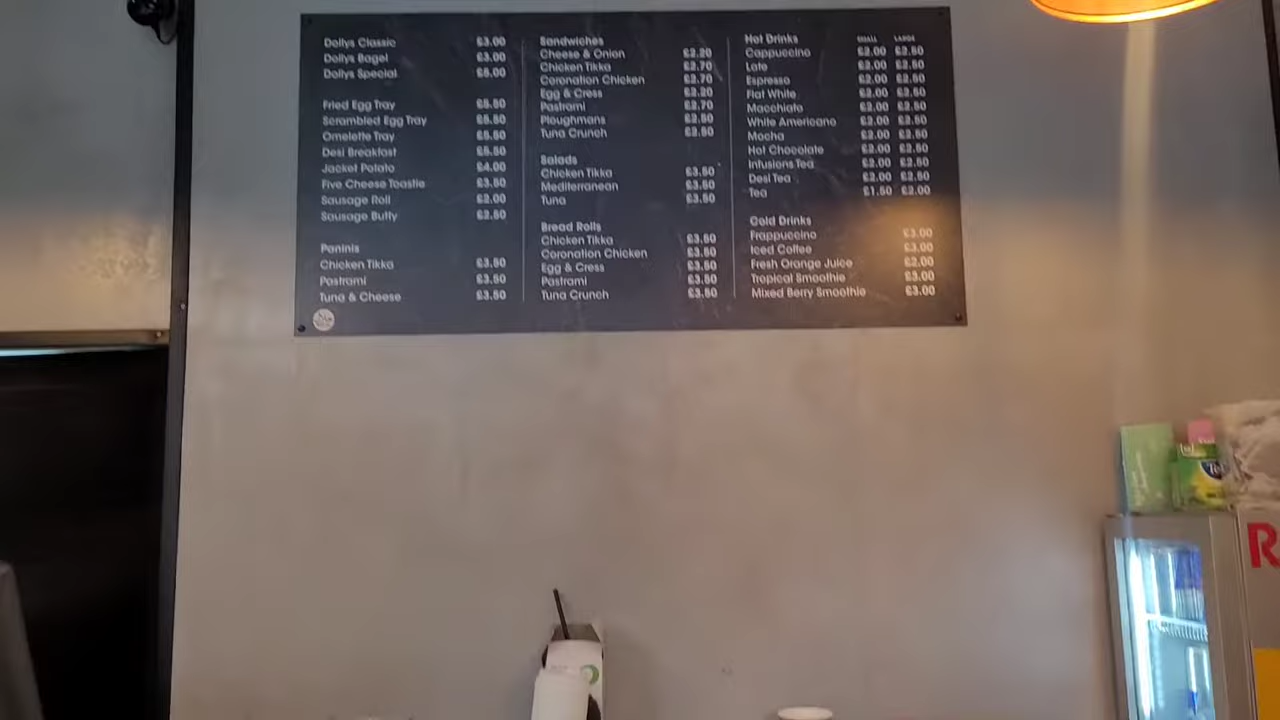 Dollys Classic £3.00
Dollys Bagel £3.00
Dollys Special £5.00
Fried Egg Tray £5.50
Scrambled Egg Tray £5.50
Omelette Tray £5.50
Desi Breakfast £5.50
Jacket Potato £4.00
Five Cheese Toastie £3.50
Sausage Roll £2.00
Sausage Butty £2.50
Paninis
Chicken Tikka £3.50
Pastrami £3.50
Tuna & Cheese £3.50
Sandwiches
Cheese & Onion £2.20
Chicken Tikka £2.70
Coronation Chicken £2.70
Egg & Cress £2.20
Pastrami £2.70
Ploughmans £2.50
Tuna Crunch £2.50
Salads
Chicken Tikka £3.50
Mediterranean £3.50
Tuna £3.50
Bread Rolls
Chicken Tikka £3.50
Coronation Chicken £3.50
Egg & Cress £3.50
Pastrami £3.50
Tuna Crunch £3.50
Hot Drinks SMALL LARGE
Cappuccino £2.00 £2.50
Late £2.00 £2.50
Espresso £2.00 £2.50
Flat White £2.00 £2.50
Macchiato £2.00 £2.50
White Americano £2.00 £2.50
Mocha £2.00 £2.50
Hot Chocolate £2.00 £2.50
Infusions Tea £2.00 £2.50
Desi Tea £2.00 £2.50
Tea £1.50 £2.00
Cold Drinks
Frappuccino £3.00
Iced Coffee £3.00
Fresh Orange Juice £2.00
Tropical Smoothie £3.00
Mixed Berry Smoothie £3.00
R